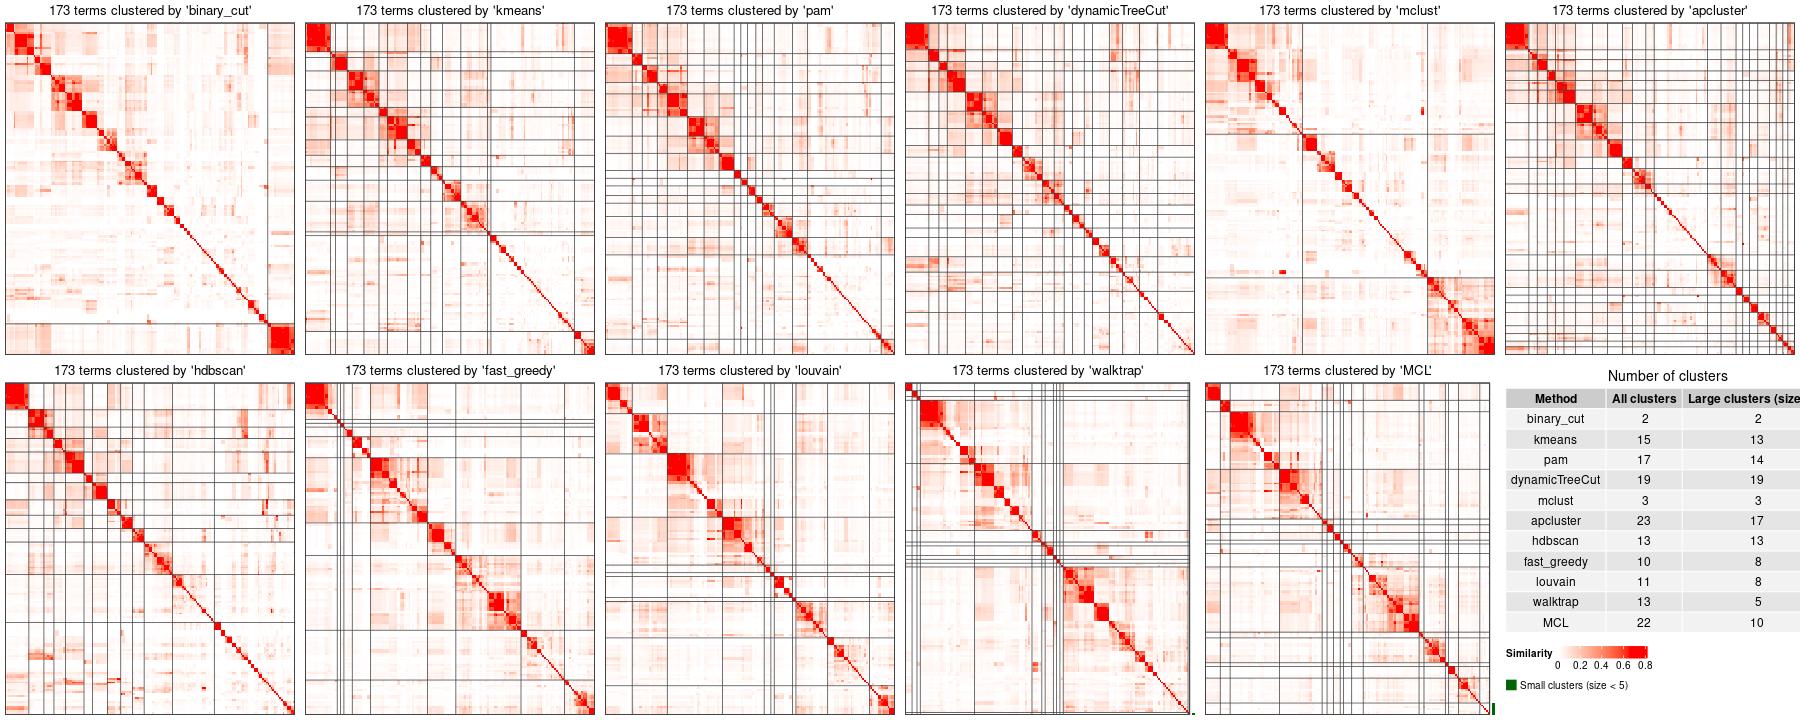 173 terms clustered by 'binary_cut'
173 terms clustered by 'kmeans'
173 terms clustered by 'pam'
173 terms clustered by 'dynamicTreeCut'
173 terms clustered by 'mclust'
173 terms clustered by 'apcluster'
173 terms clustered by 'hdbscan'
173 terms clustered by 'fast_greedy'
173 terms clustered by 'louvain'
173 terms clustered by 'walktrap'
173 terms clustered by 'MCL'
Number of clusters
Method All clusters Large clusters (size
binary_cut 2 2
kmeans 15 13
pam 17 14
dynamicTreeCut 19 19
mclust 3 3
apcluster 23 17
hdbscan 13 13
fast_greedy 10 8
louvain 11 8
walktrap 13 5
MCL 22 10
Similarity
0 0.2 0.4 0.6 0.8
Small clusters (size < 5)